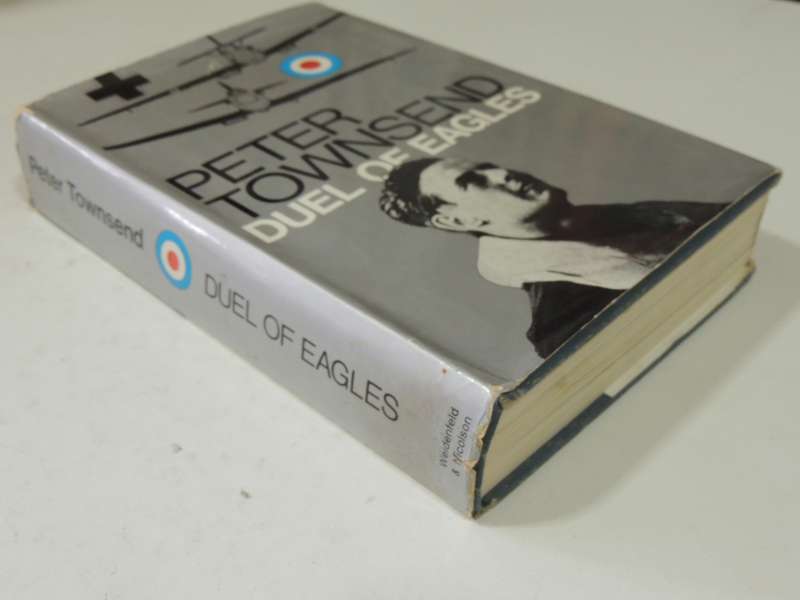 PETER
TOWNSEND
DUEL OF EAGLES
Peter Townsend
DUEL OF EAGLES
Weidenfeld
& Nicolson